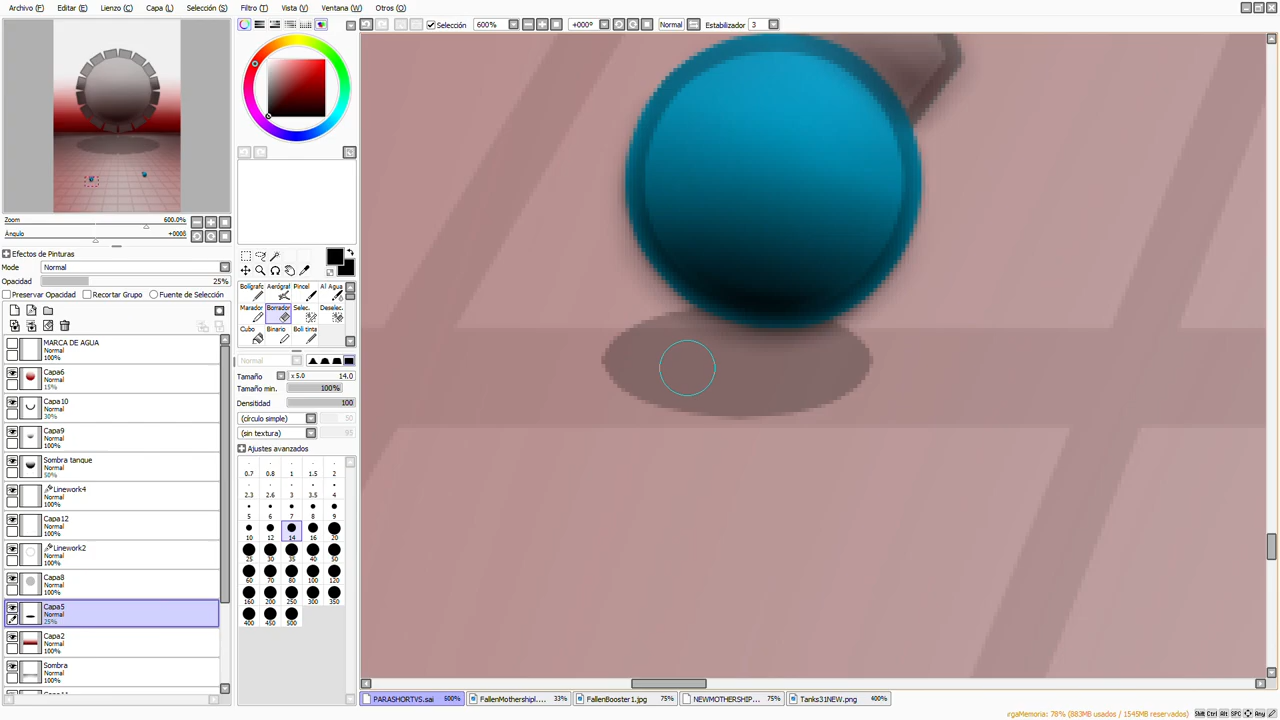 Archivo (F) Editar (E) Lienzo (C) Capa (L) Selección (S) Filtro (T) Vista (V) Ventana (W) Otros (O)
Selección 600% +000º Normal Estabilizador 3
Zoom 600.0%
Ángulo +000º
Efectos de Pinturas
Mode Normal
Opacidad 25%
Preservar Opacidad Recortar Grupo Fuente de Selección
MARCA DE AGUA
Normal
100%
Capa6
Normal
15%
Capa10
Normal
30%
Capa9
Normal
100%
Sombra tanque
Normal
50%
Linework4
Normal
100%
Capa12
Normal
100%
Linework2
Normal
100%
Capa8
Normal
100%
Capa5
Normal
25%
Capa2
Normal
100%
Sombra
Normal
100%
Bolígrafc Aerógrf Pincel Al Agua
Marador Borrador Selec. Deselec.
Cubo Binario Boli tinta
Normal
Tamaño x 5.0 14.0
Tamaño min. 100%
Densitidad 100
(círculo simple) 50
(sin textura) 95
Ajustes avanzados
0.7 0.8 1 1.5 2
2.3 2.6 3 3.5 4
5 6 7 8 9
10 12 14 16 20
25 30 35 40 50
60 70 80 100 120
160 200 250 300 350
400 450 500
PARASHORTVS.sai 600% FallenMothershipl... 33% FallenBooster1.jpg 75% NEWMOTHERSHIP... 75% Tanks31NEW.png 400%
rgaMemoria: 78% (883MB usados / 1545MB reservados) Shft Ctrl Alt SPC Any